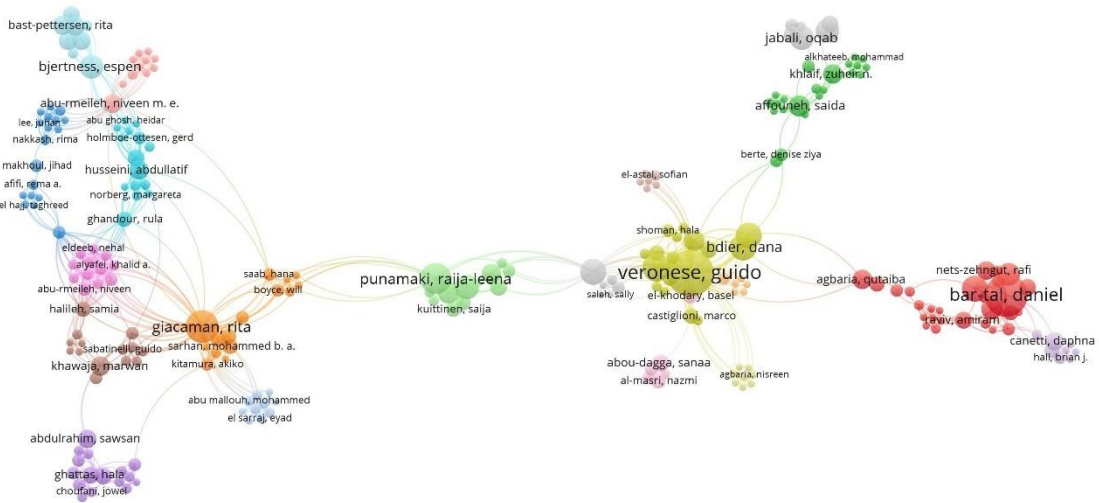 bast-pettersen, rita
bjertness, espen
abu-rmeileh, niveen m. e.
abu ghosh, heidar
lee, juhan
holmboe-ottesen, gerd
nakkash, rima
makhoul, jihad
husseini, abdullatif
afifi, rema a.
norberg, margareta
el hajj, taghreed
ghandour, rula
eldeeb, nehal
alyafei, khalid a.
abu-rmeileh, niveen
halileh, samia
saab, hana
boyce, will
giacaman, rita
sabatinelli, guido
sarhan, mohammed b. a.
khawaja, marwan
kitamura, akiko
abu mallouh, mohammed
el sarraj, eyad
abdulrahim, sawsan
ghattas, hala
choufani, jowel
punamaki, raija-leena
kuittinen, saija
jabali, oqab
alkhateeb, mohammad
khlaif, zuheir n.
affouneh, saida
berte, denise ziya
el-astal, sofian
shoman, hala
bdier, dana
veronese, guido
saleh, sally
el-khodary, basel
castiglioni, marco
abou-dagga, sanaa
al-masri, nazmi
agbaria, nisreen
agbaria, qutaiba
nets-zehngut, rafi
bar-tal, daniel
raviv, amiram
canetti, daphna
hall, brian j.